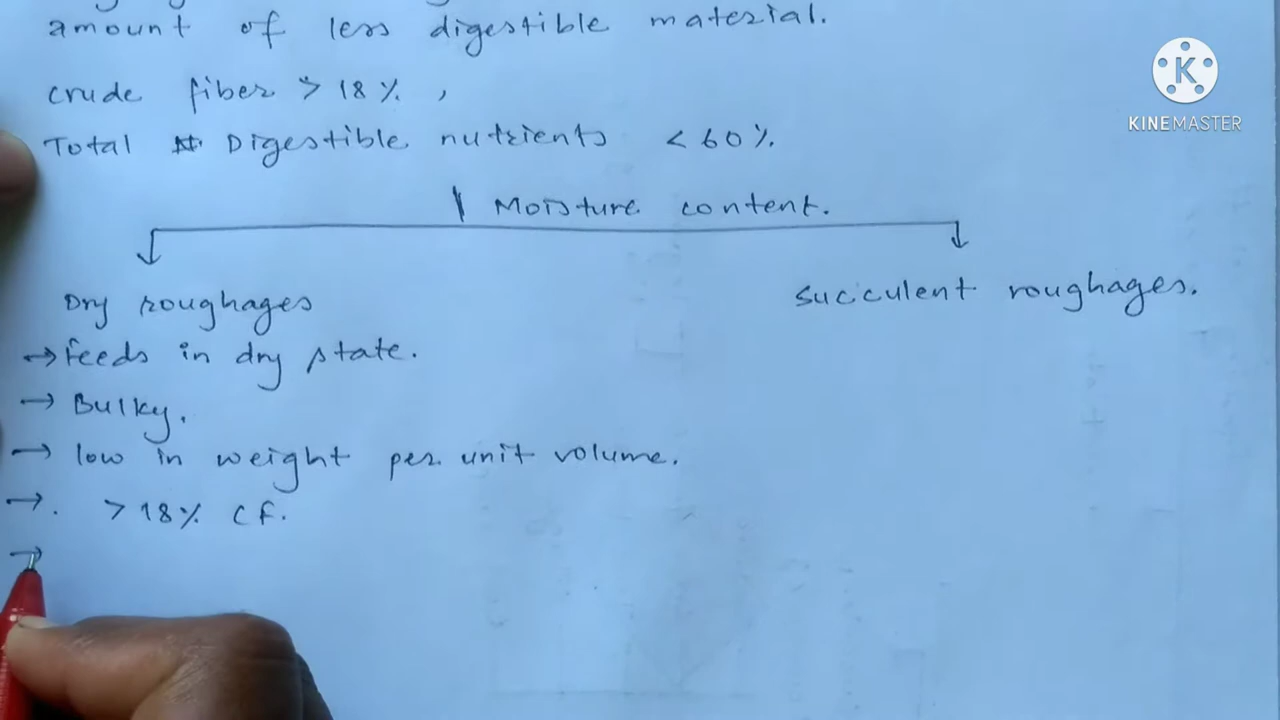 amount of less digestible material.
crude fiber > 18% ,
Total Digestible nutrients < 60%.
Moisture content.
Dry roughages
succulent roughages.
→ feeds in dry state.
→ Bulky.
→ low in weight per unit volume.
→. > 18% CF.
→
K
KINEMASTER